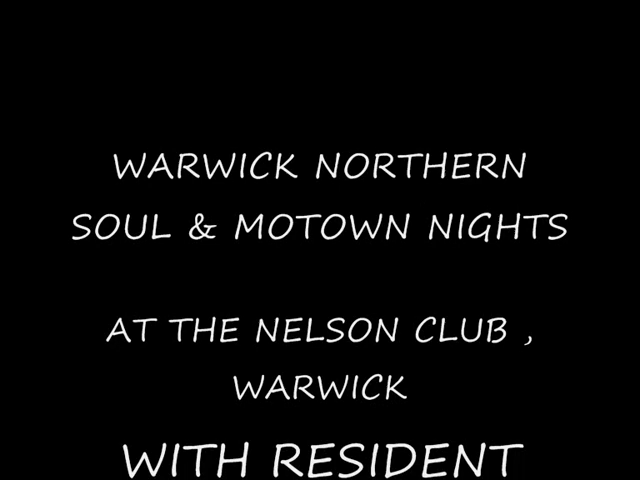 WARWICK NORTHERN
SOUL & MOTOWN NIGHTS
AT THE NELSON CLUB ,
WARWICK
WITH RESIDENT